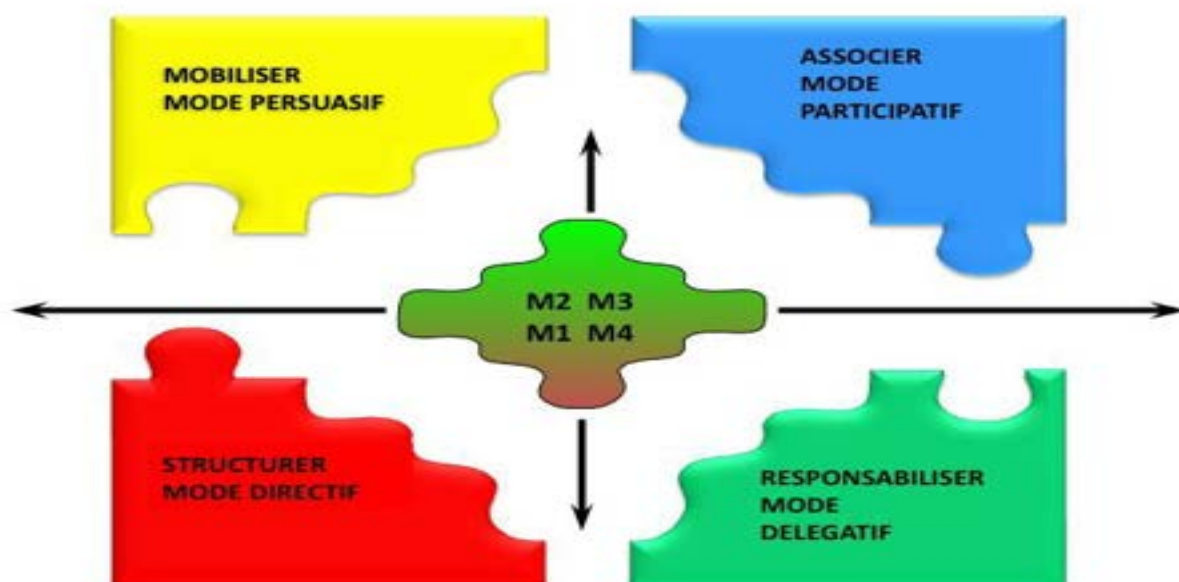 MOBILISER
MODE PERSUASIF
ASSOCIER
MODE
PARTICIPATIF
M2 M3
M1 M4
STRUCTURER
MODE DIRECTIF
RESPONSABILISER
MODE
DELEGATIF